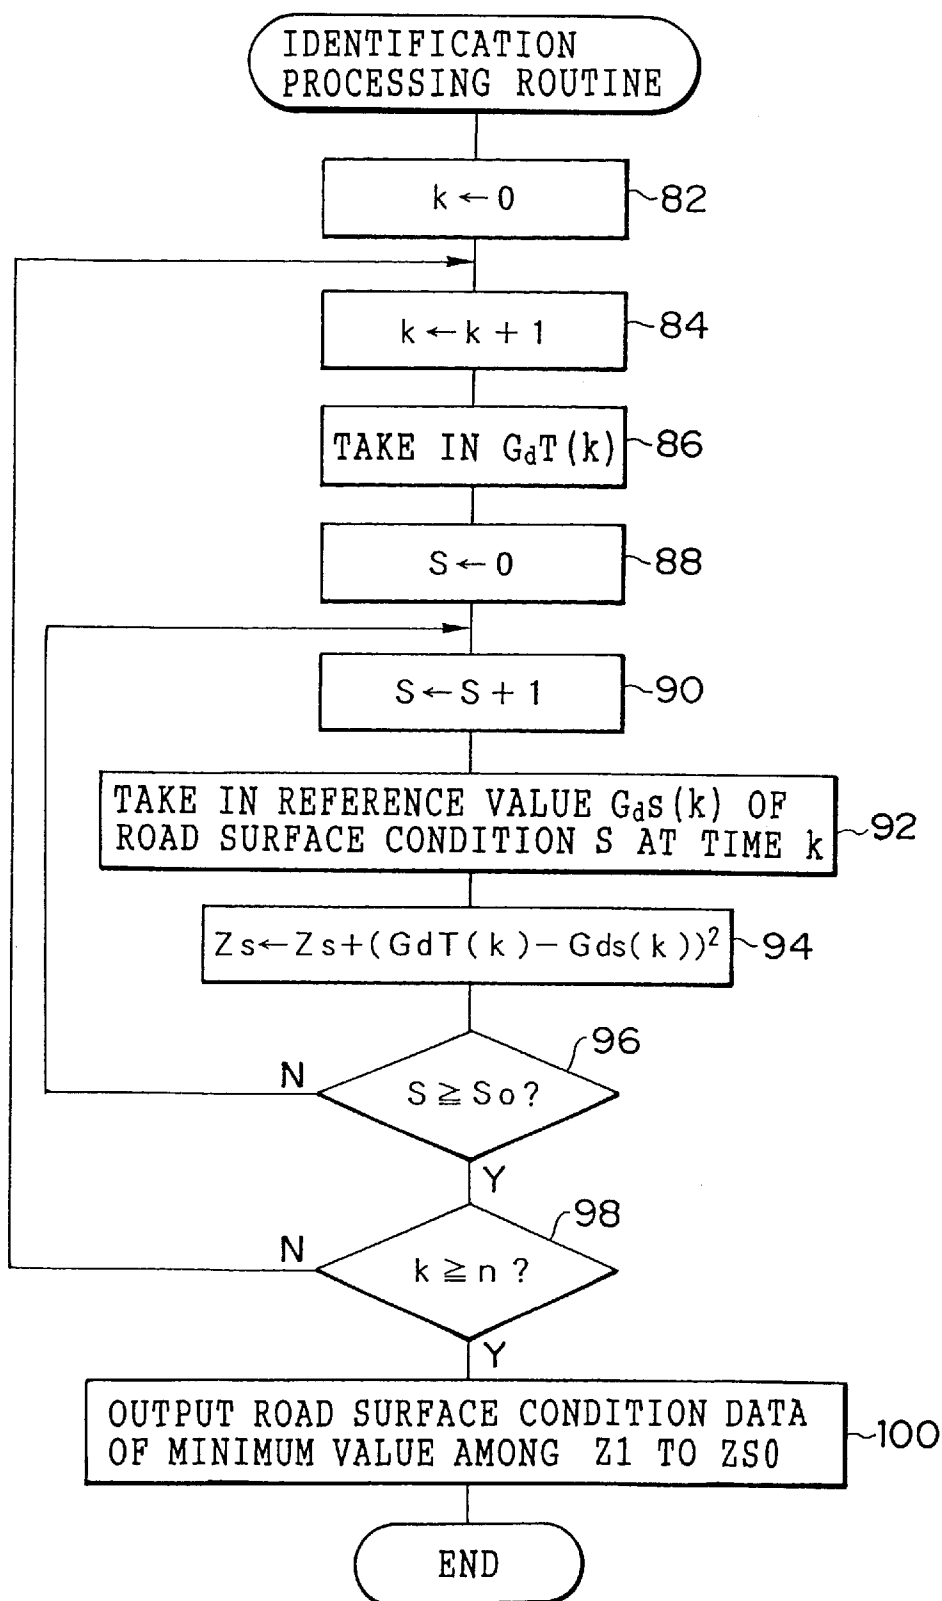 IDENTIFICATION
PROCESSING ROUTINE
k ← 0
82
k ← k + 1
84
TAKE IN GdT(k)
86
S ← 0
88
S ← S + 1
90
TAKE IN REFERENCE VALUE Gds(k) OF
ROAD SURFACE CONDITION S AT TIME k
92
Zs←Zs+(GdT(k)−Gds(k))²
94
96
N
S ≧ So?
Y
98
N
k ≧ n ?
Y
OUTPUT ROAD SURFACE CONDITION DATA
OF MINIMUM VALUE AMONG Z1 TO ZS0
100
END